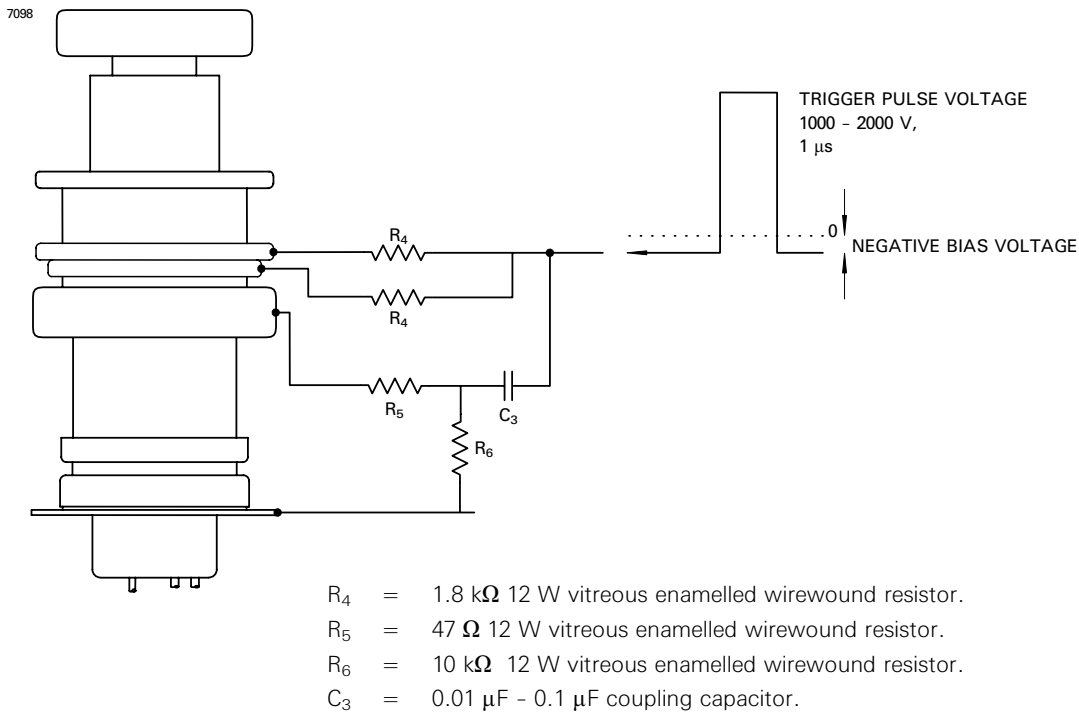 7098
TRIGGER PULSE VOLTAGE
1000 – 2000 V,
1 μs
0
NEGATIVE BIAS VOLTAGE
R4
R4
R5
C3
R6
R4 = 1.8 kΩ 12 W vitreous enamelled wirewound resistor.
R5 = 47 Ω 12 W vitreous enamelled wirewound resistor.
R6 = 10 kΩ 12 W vitreous enamelled wirewound resistor.
C3 = 0.01 μF – 0.1 μF coupling capacitor.